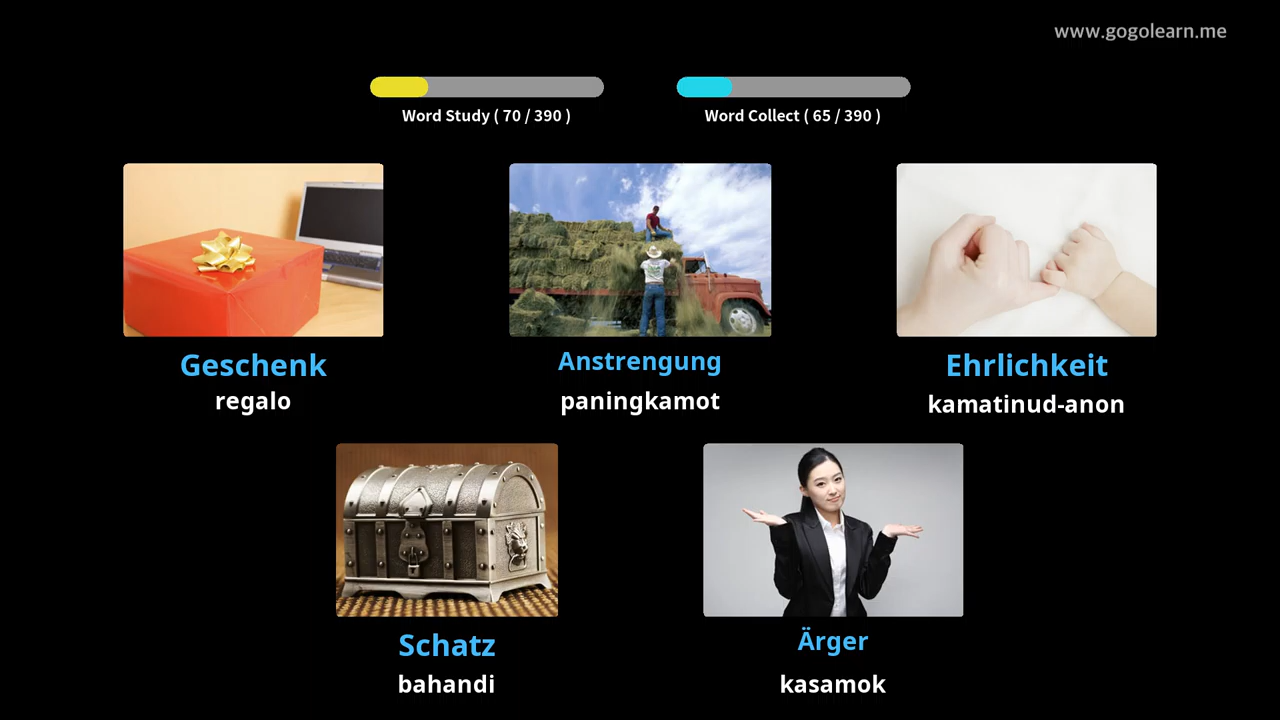 www.gogolearn.me
Word Study ( 70 / 390 )
Word Collect ( 65 / 390 )
Geschenk
regalo
Anstrengung
paningkamot
Ehrlichkeit
kamatinud-anon
Schatz
bahandi
Ärger
kasamok